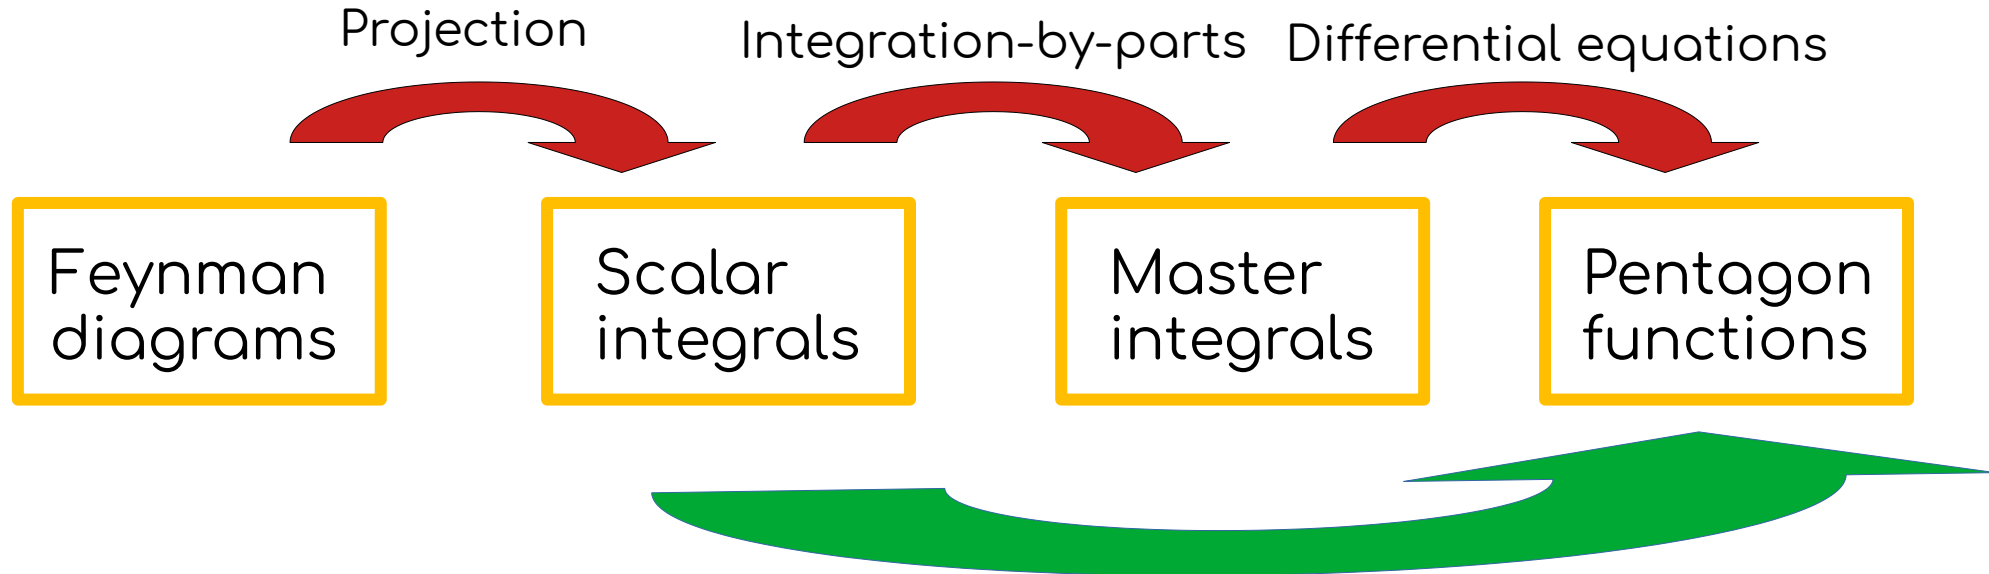 Projection
Integration-by-parts
Differential equations
Feynman
diagrams
Scalar
integrals
Master
integrals
Pentagon
functions